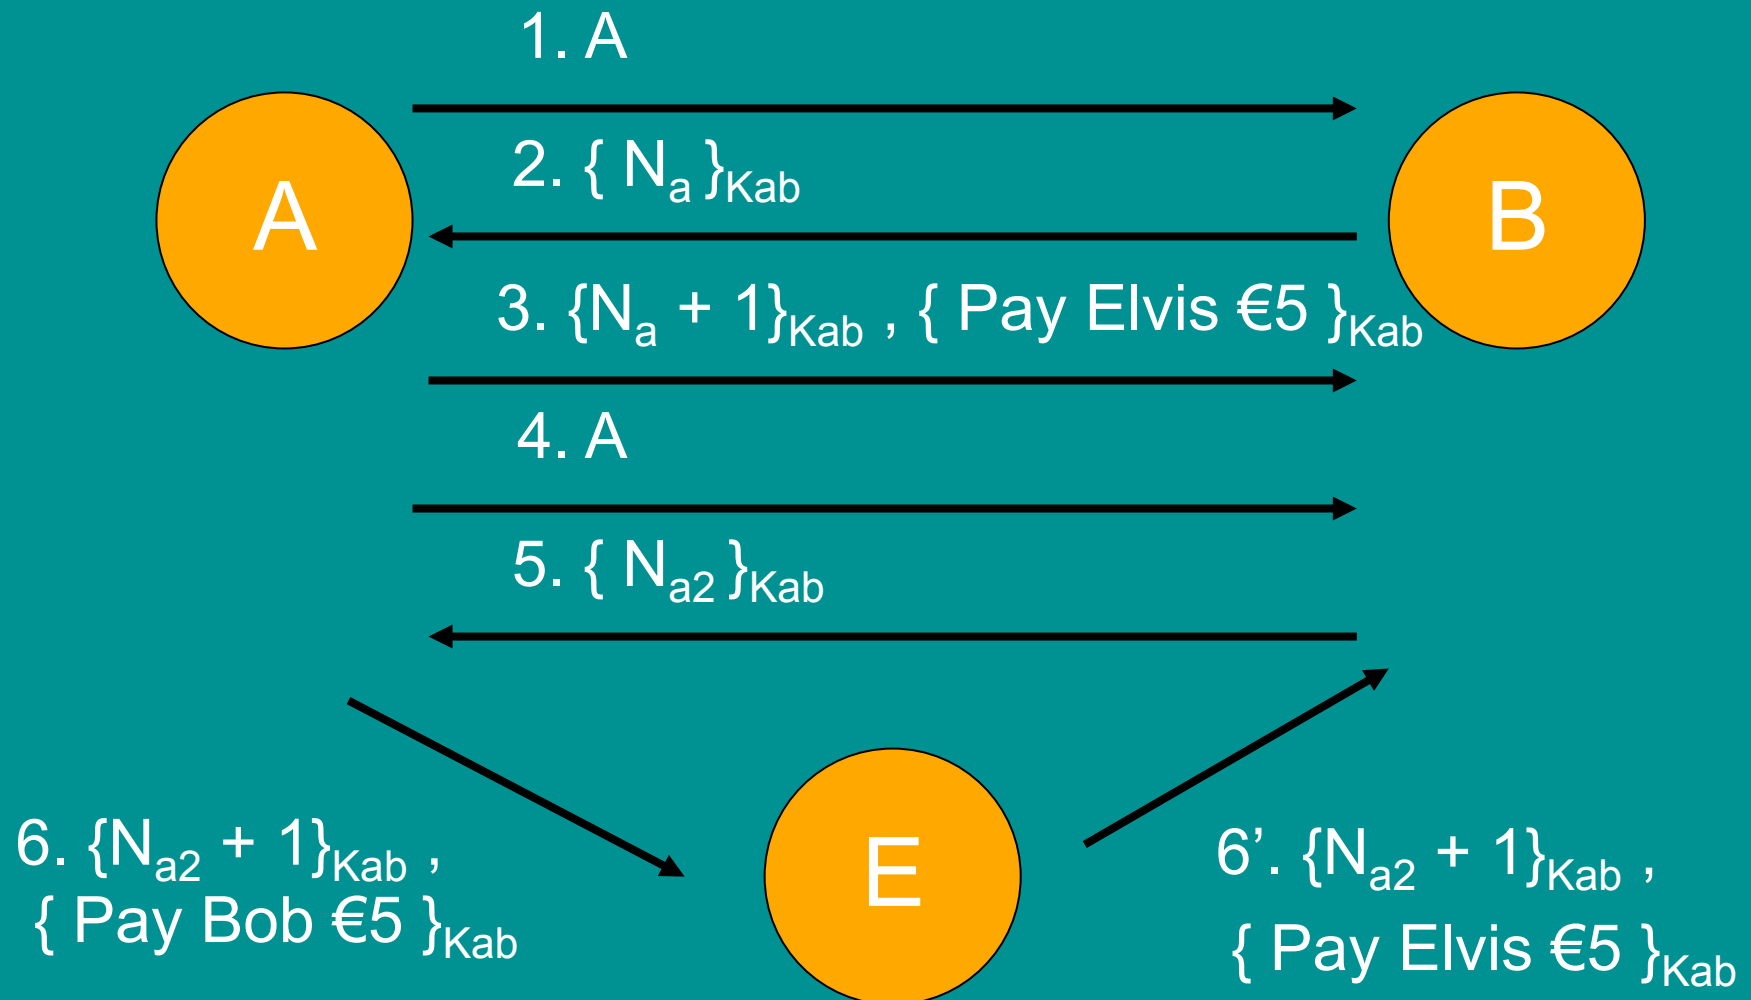 1. A
A
B
2. { Nₐ }Kab
3. {Nₐ + 1}Kab , { Pay Elvis €5 }Kab
4. A
5. { Nₐ₂ }Kab
E
6. {Nₐ₂ + 1}Kab ,
{ Pay Bob €5 }Kab
6’. {Nₐ₂ + 1}Kab ,
{ Pay Elvis €5 }Kab